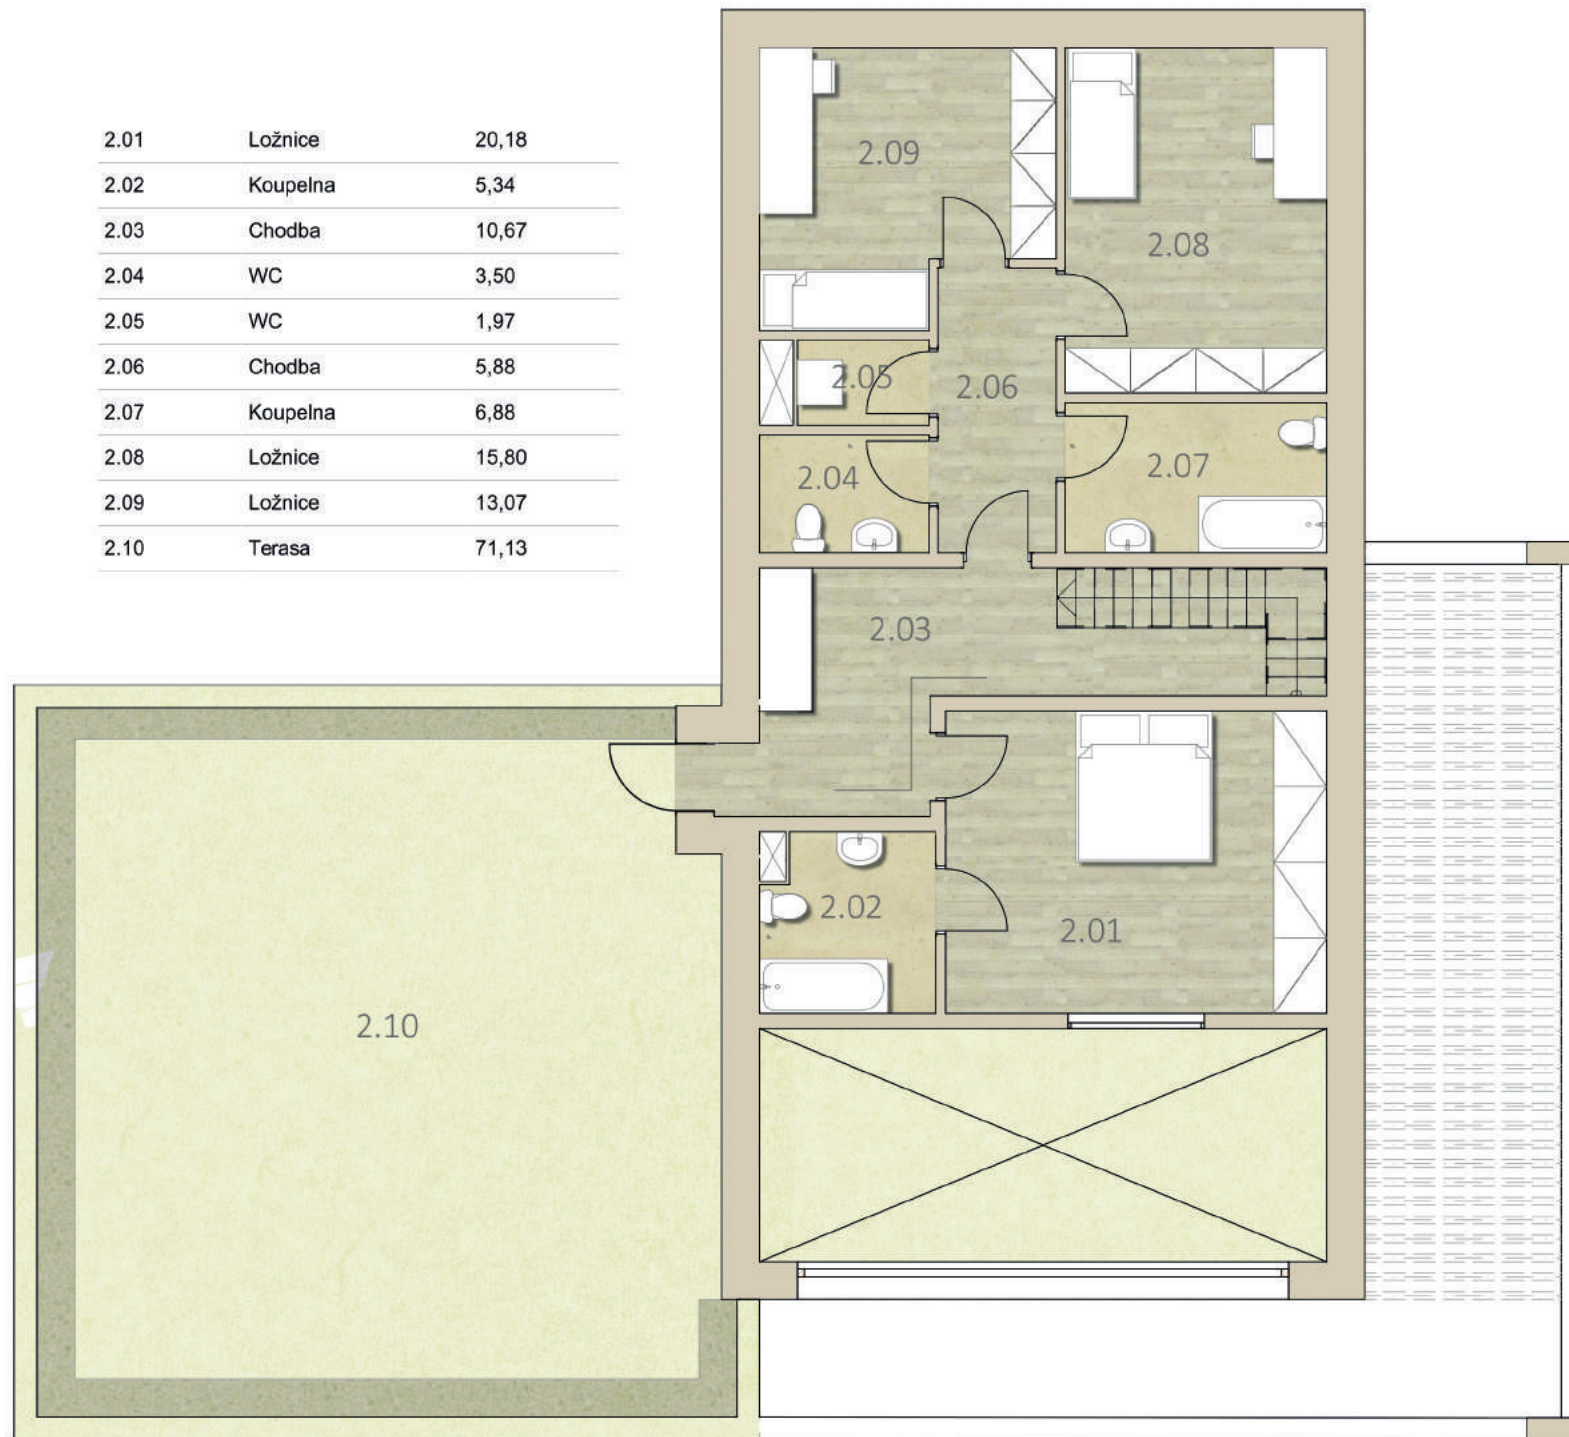 2.01 Ložnice 20,18
2.02 Koupelna 5,34
2.03 Chodba 10,67
2.04 WC 3,50
2.05 WC 1,97
2.06 Chodba 5,88
2.07 Koupelna 6,88
2.08 Ložnice 15,80
2.09 Ložnice 13,07
2.10 Terasa 71,13
2.09
2.08
2.05
2.06
2.07
2.04
2.03
2.02
2.01
2.10